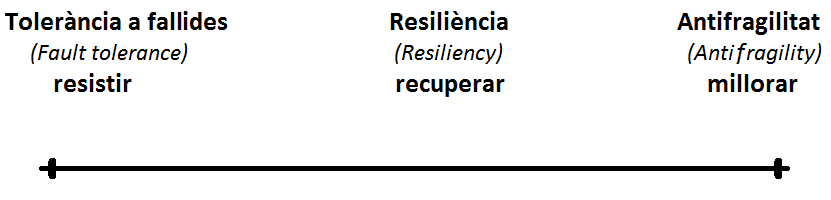 Tolerància a fallides
(Fault tolerance)
resistir
Resiliència
(Resiliency)
recuperar
Antifragilitat
(Antifragility)
millorar